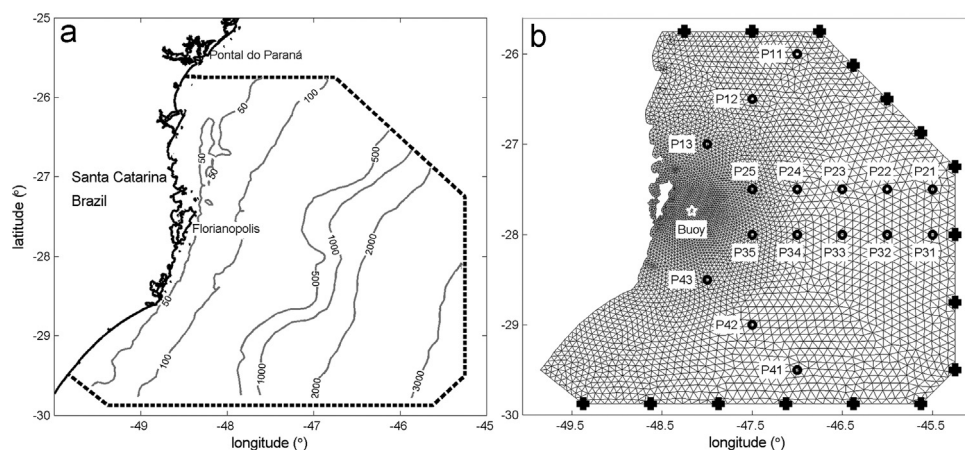 a
-25
-26
-27
-28
-29
-30
latitude (°)
-49
-48
-47
-46
-45
longitude (°)
Pontal do Paraná
Santa Catarina
Brazil
Florianopolis
50
100
500
1000
2000
50
50
500
50
100
1000
2000
3000
b
-26
-27
-28
-29
-30
-49.5
-48.5
-47.5
-46.5
-45.5
longitude (°)
P11
P12
P13
P25
P24
P23
P22
P21
Buoy
P35
P34
P33
P32
P31
P43
P42
P41